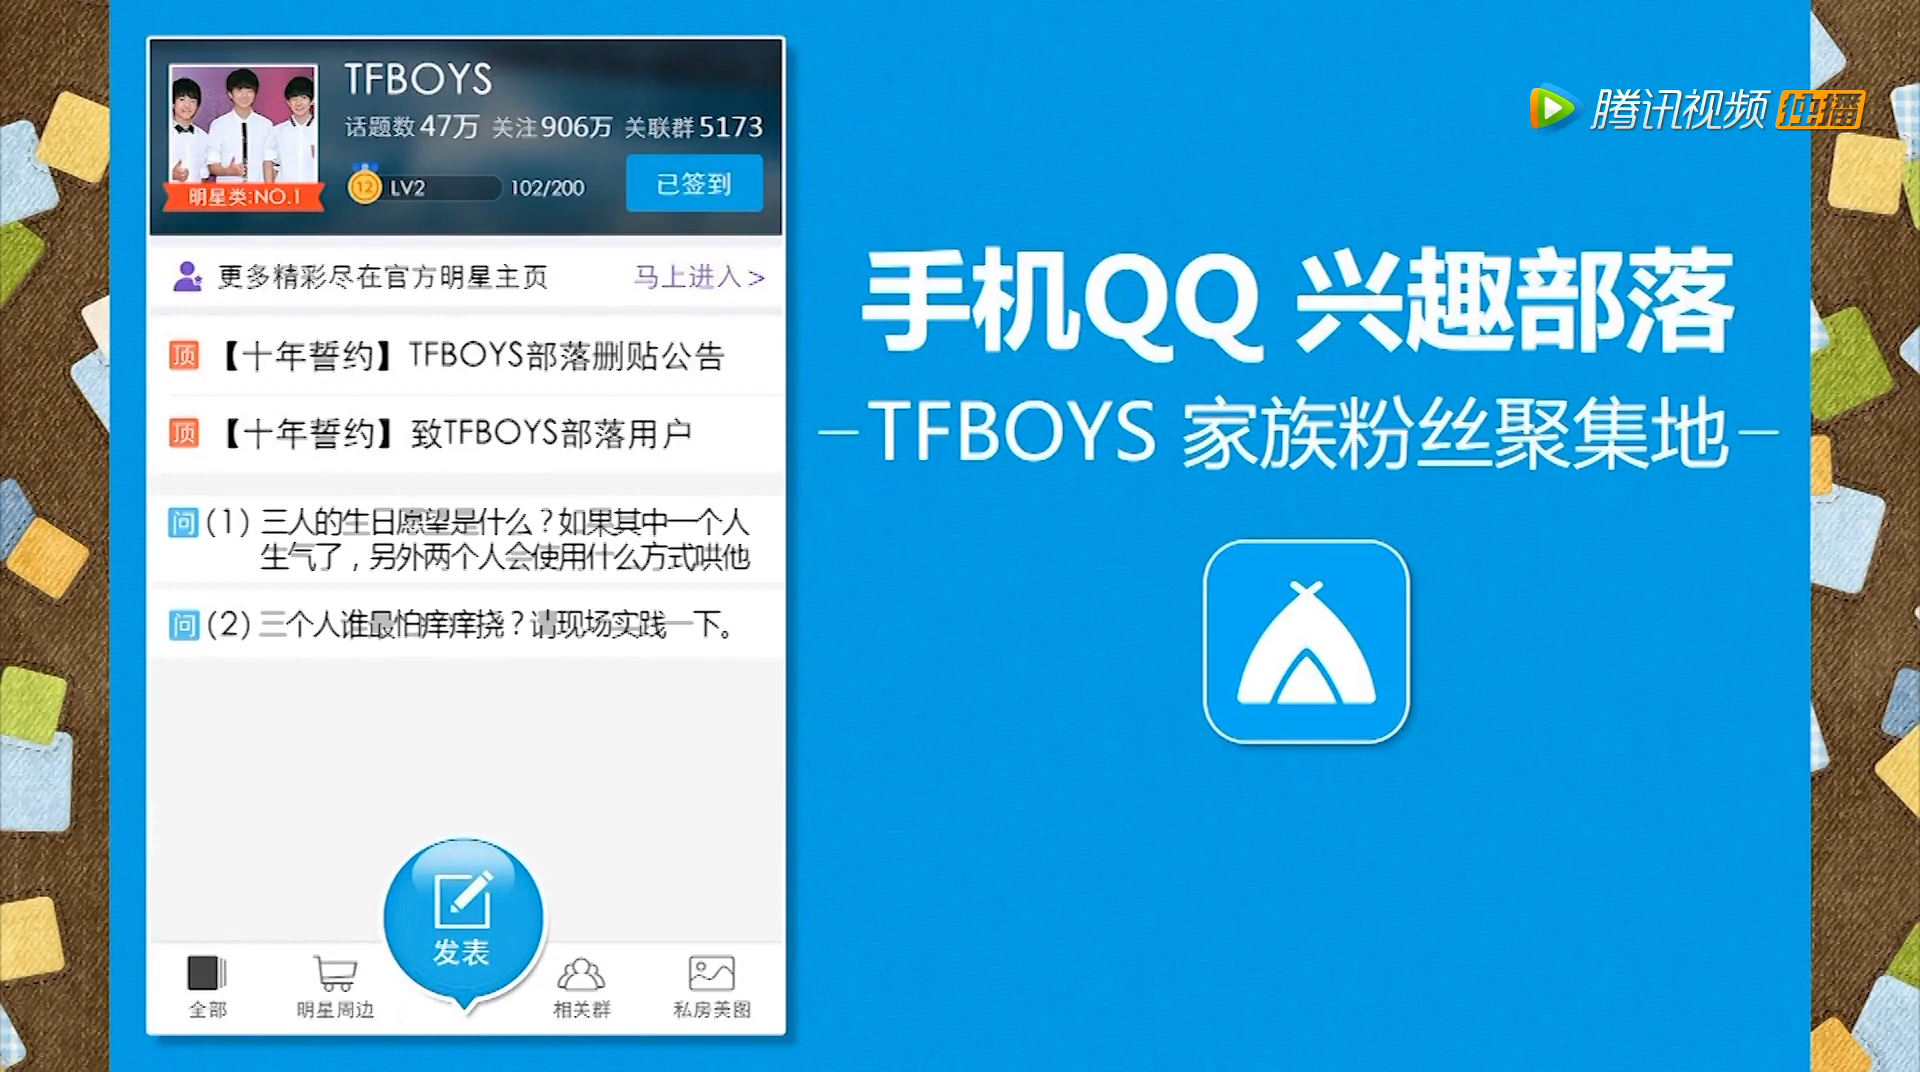 TFBOYS
话题数 47万 关注 906万 关联群 5173
明星类:NO.1
12 LV2 102/200
已签到
更多精彩尽在官方明星主页 马上进入>
顶 【十年誓约】TFBOYS部落删贴公告
顶 【十年誓约】致TFBOYS部落用户
问 (1) 三人的生日愿望是什么？如果其中一个人
生气了，另外两个人会使用什么方式哄他
问 (2) 三个人谁最怕痒痒挠？请现场实践一下。
发表
全部 明星周边 相关群 私房美图
腾讯视频 独播
手机QQ 兴趣部落
—TFBOYS 家族粉丝聚集地—